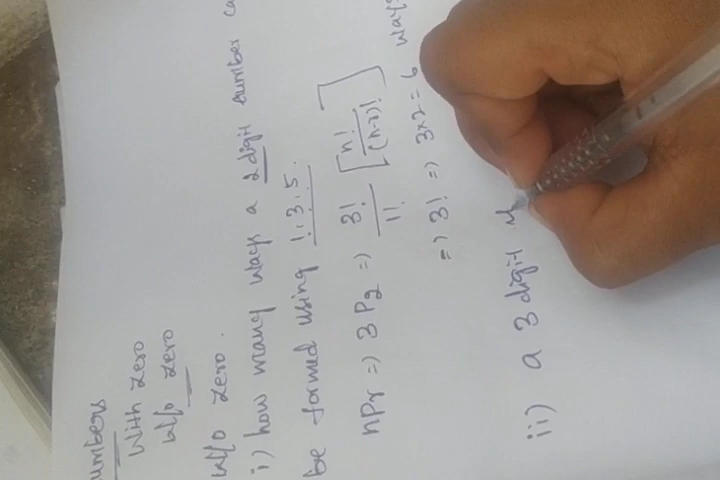 umbers
With zero
w/o zero
w/o zero.
i) how many ways a 2 digit number ca
be formed using 1, 3, 5.
nPr => 3P2 => 3!/1! [n!/(n-r)!]
=> 3! => 3x2 = 6 ways
ii) a 3 digit